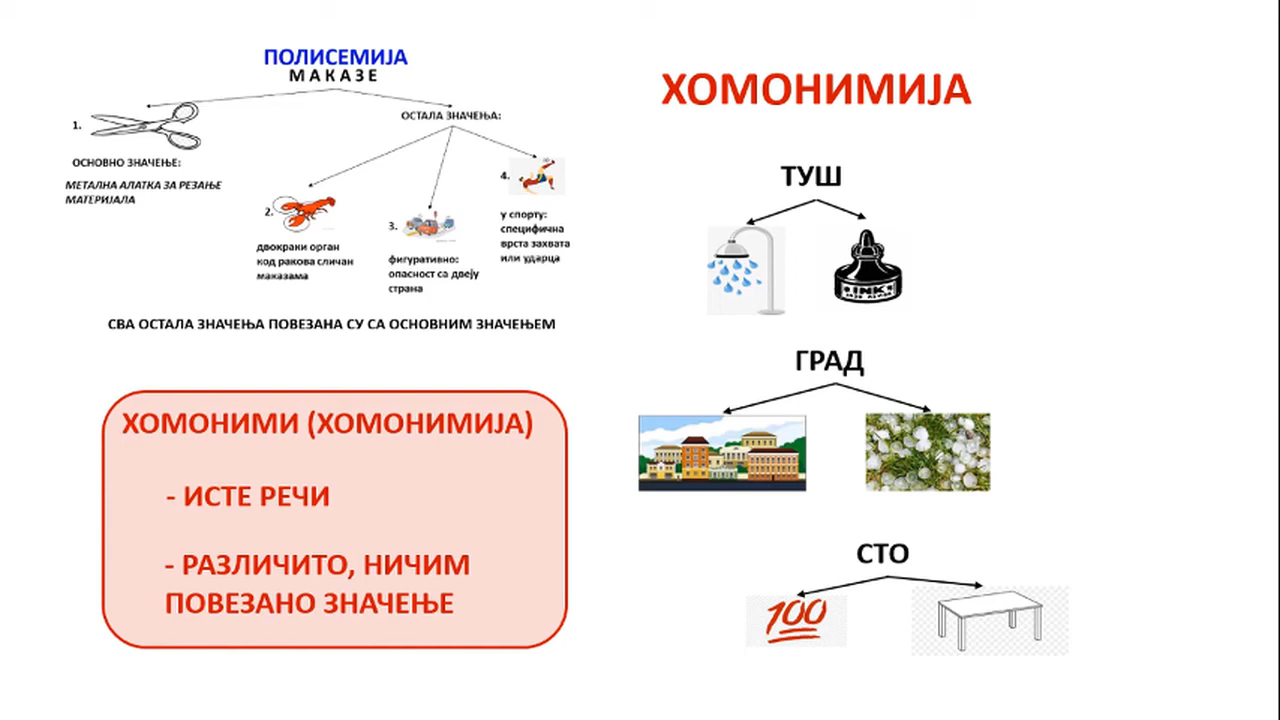 ПОЛИСЕМИЈА
МАКАЗЕ
1.
ОСНОВНО ЗНАЧЕЊЕ:
МЕТАЛНА АЛАТКА ЗА РЕЗАЊЕ
МАТЕРИЈАЛА
ОСТАЛА ЗНАЧЕЊА:
2.
двокраки орган
код ракова сличан
маказама
3.
фигуративно:
опасност са двеју
страна
4.
у спорту:
специфична
врста захвата
или ударца
СВА ОСТАЛА ЗНАЧЕЊА ПОВЕЗАНА СУ СА ОСНОВНИМ ЗНАЧЕЊЕМ
ХОМОНИМИ (ХОМОНИМИЈА)
- ИСТЕ РЕЧИ
- РАЗЛИЧИТО, НИЧИМ
ПОВЕЗАНО ЗНАЧЕЊЕ
ХОМОНИМИЈА
ТУШ
INK
ГРАД
СТО
100